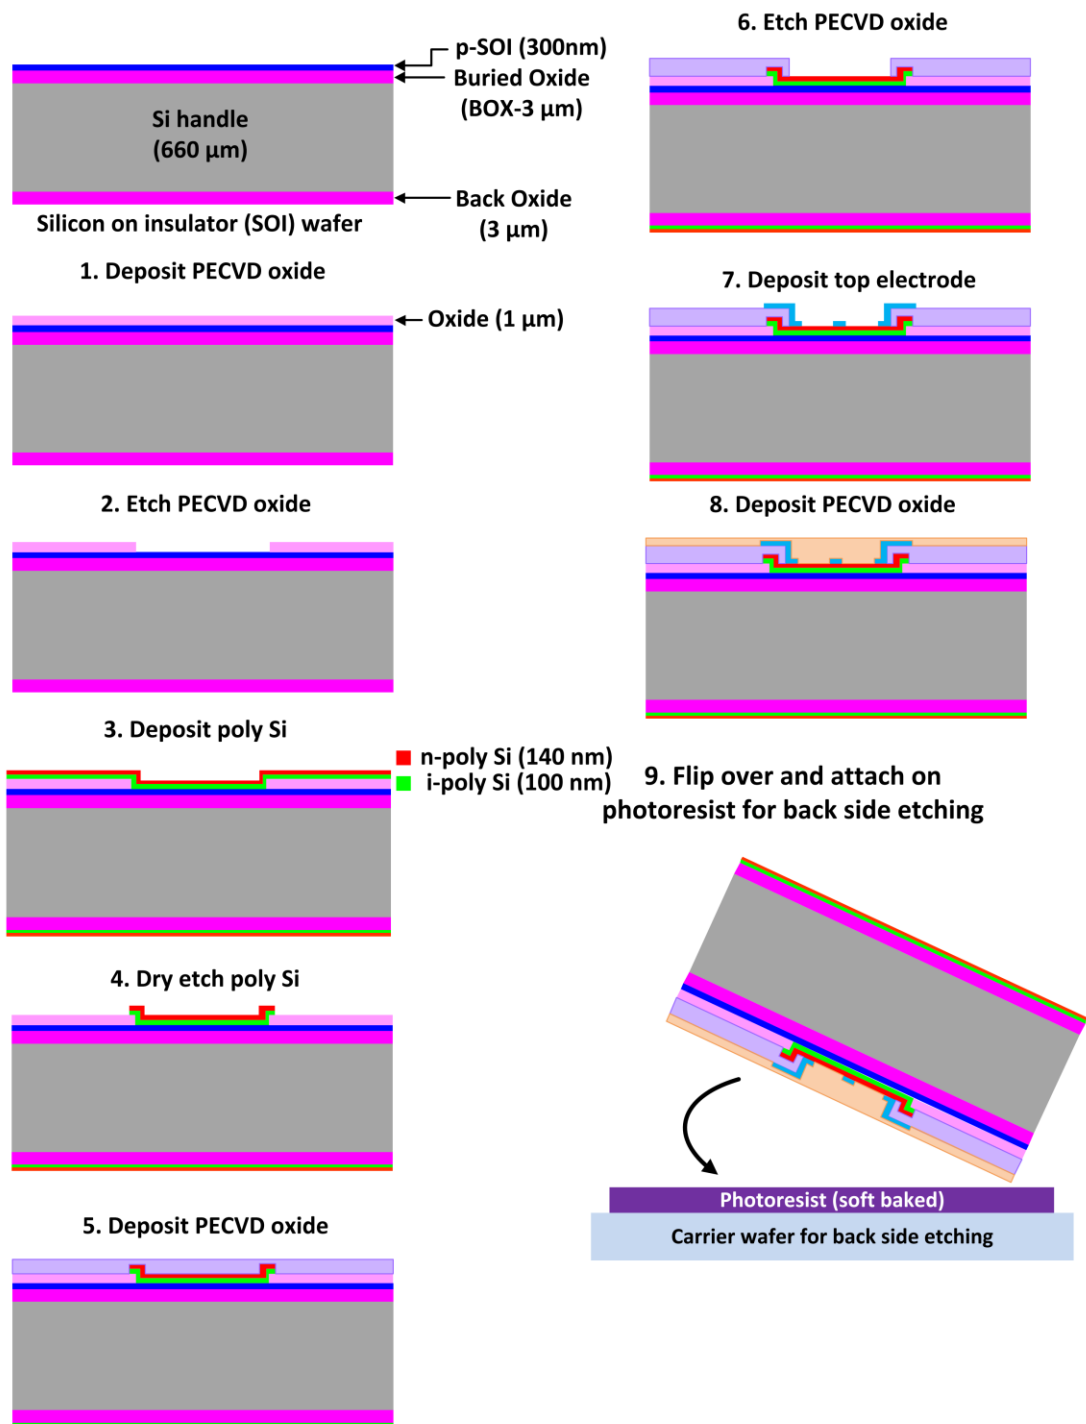 p-SOI (300nm)
Buried Oxide
(BOX-3 µm)
Si handle
(660 µm)
Back Oxide
(3 µm)
Silicon on insulator (SOI) wafer
1. Deposit PECVD oxide
Oxide (1 µm)
2. Etch PECVD oxide
3. Deposit poly Si
n-poly Si (140 nm)
i-poly Si (100 nm)
4. Dry etch poly Si
5. Deposit PECVD oxide
6. Etch PECVD oxide
7. Deposit top electrode
8. Deposit PECVD oxide
9. Flip over and attach on
photoresist for back side etching
Photoresist (soft baked)
Carrier wafer for back side etching